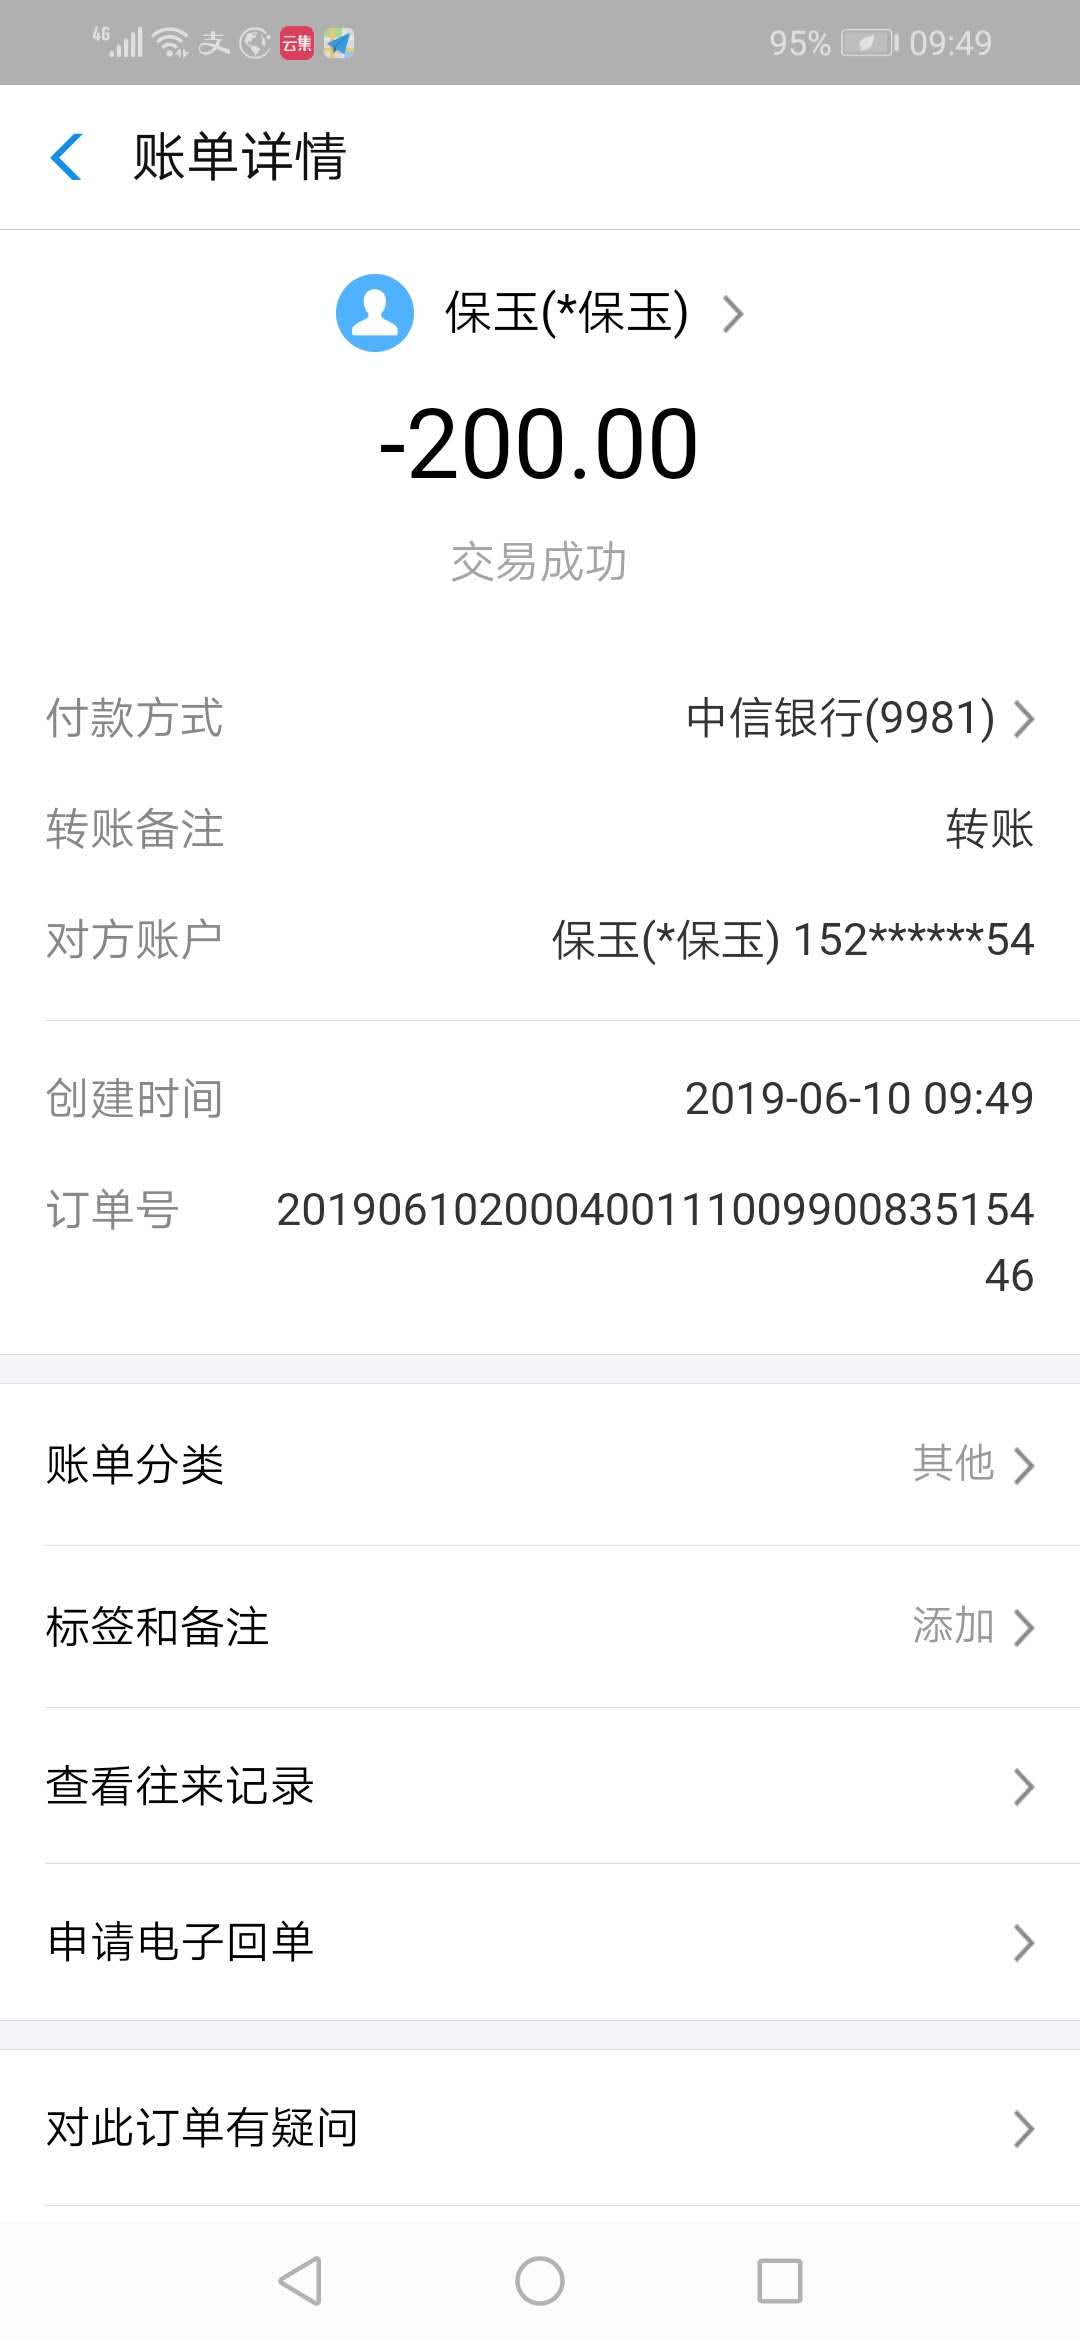 4G 云集 95% 09:49
账单详情
保玉(*保玉)
-200.00
交易成功
付款方式 中信银行(9981)
转账备注 转账
对方账户 保玉(*保玉) 152******54
创建时间 2019-06-10 09:49
订单号 201906102000400111009900835154
46
账单分类 其他
标签和备注 添加
查看往来记录
申请电子回单
对此订单有疑问